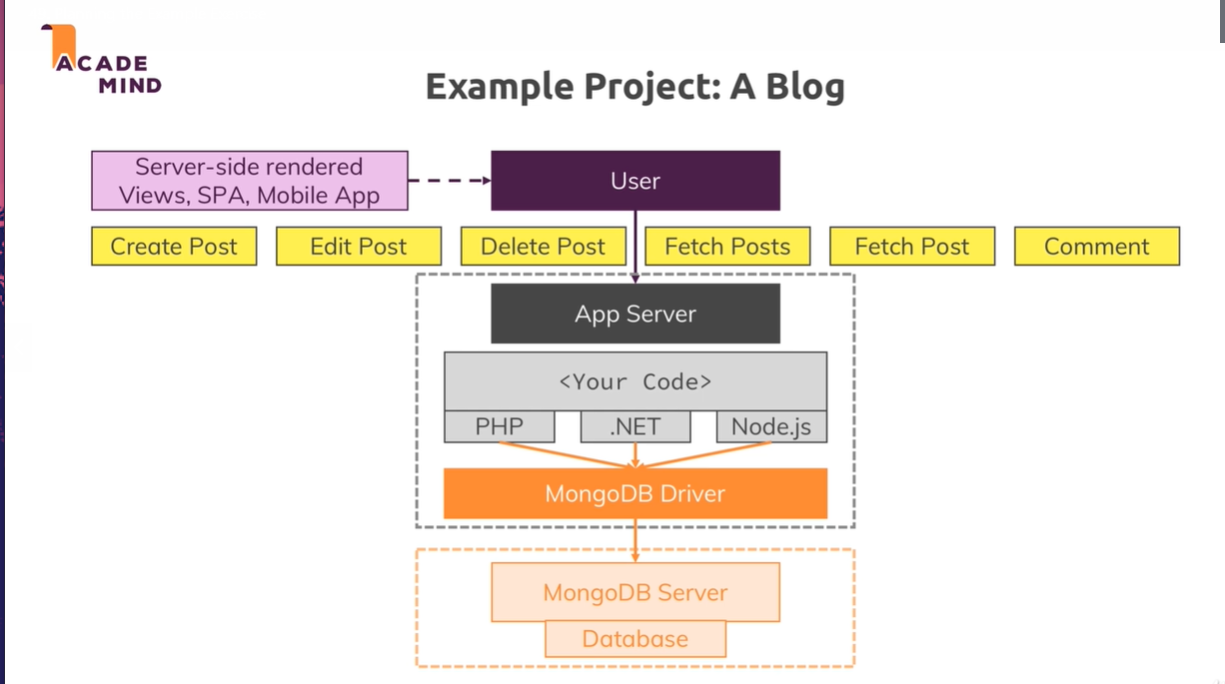 ACADE
MIND
Example Project: A Blog
Server-side rendered
Views, SPA, Mobile App
User
Create Post
Edit Post
Delete Post
Fetch Posts
Fetch Post
Comment
App Server
<Your Code>
PHP
.NET
Node.js
MongoDB Driver
MongoDB Server
Database